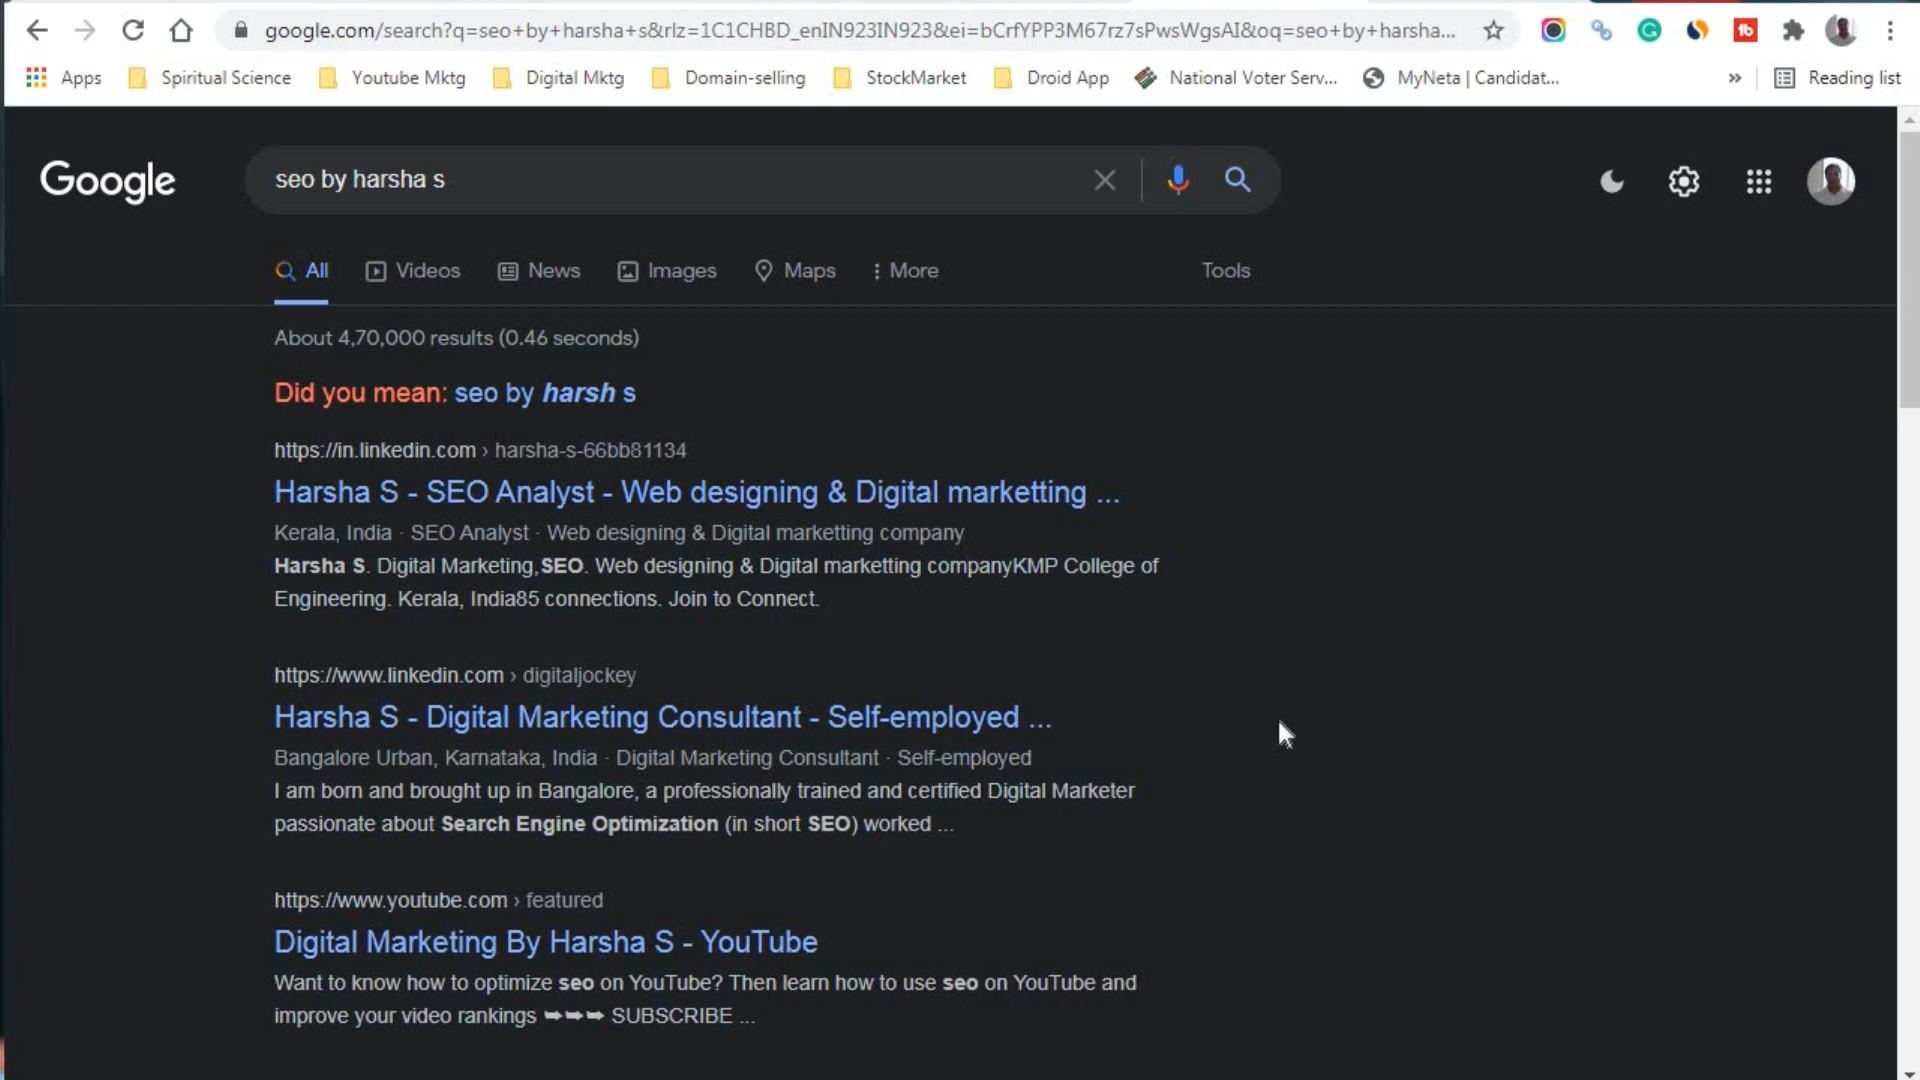 google.com/search?q=seo+by+harsha+s&rlz=1C1CHBD_enIN923IN923&ei=bCrfYPP3M67rz7sPwsWgsAI&oq=seo+by+harsha...
Apps Spiritual Science Youtube Mktg Digital Mktg Domain-selling StockMarket Droid App National Voter Serv... MyNeta | Candidat... » Reading list
Google seo by harsha s
All Videos News Images Maps More Tools
About 4,70,000 results (0.46 seconds)
Did you mean: seo by harsh s
https://in.linkedin.com › harsha-s-66bb81134
Harsha S - SEO Analyst - Web designing & Digital marketting ...
Kerala, India · SEO Analyst · Web designing & Digital marketting company
Harsha S. Digital Marketing,SEO. Web designing & Digital marketting companyKMP College of
Engineering. Kerala, India85 connections. Join to Connect.
https://www.linkedin.com › digitaljockey
Harsha S - Digital Marketing Consultant - Self-employed ...
Bangalore Urban, Karnataka, India · Digital Marketing Consultant · Self-employed
I am born and brought up in Bangalore, a professionally trained and certified Digital Marketer
passionate about Search Engine Optimization (in short SEO) worked ...
https://www.youtube.com › featured
Digital Marketing By Harsha S - YouTube
Want to know how to optimize seo on YouTube? Then learn how to use seo on YouTube and
improve your video rankings ➥➥➥ SUBSCRIBE ...